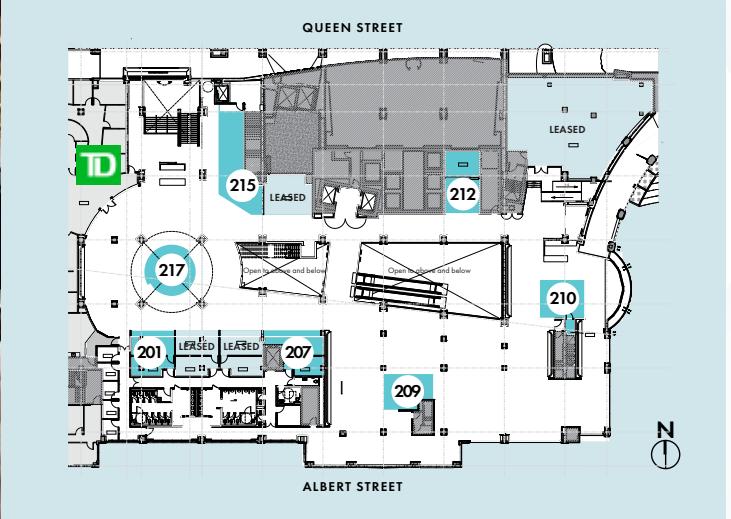 QUEEN STREET
LEASED
TD
215
LEASED
212
217
Open to above and below
Open to above and below
210
201
LEASED
LEASED
207
209
N
ALBERT STREET